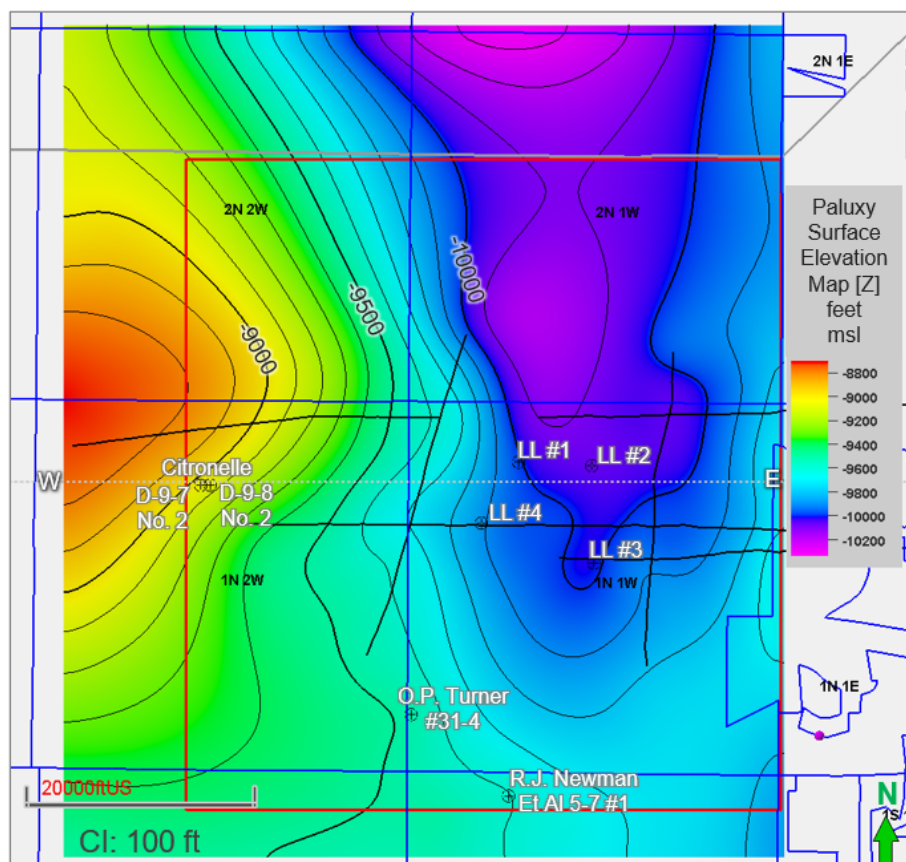 2N 1E
2N 2W
2N 1W
-10000
-9500
-9000
Paluxy
Surface
Elevation
Map [Z]
feet
msl
-8800
-9000
-9200
-9400
-9600
-9800
-10000
-10200
W
E
LL #1
LL #2
Citronelle
D-9-7
No. 2
D-9-8
No. 2
LL #4
LL #3
1N 2W
1N 1W
1N 1E
O.P. Turner
#31-4
R.J. Newman
Et Al 5-7 #1
20000ftUS
CI: 100 ft
N